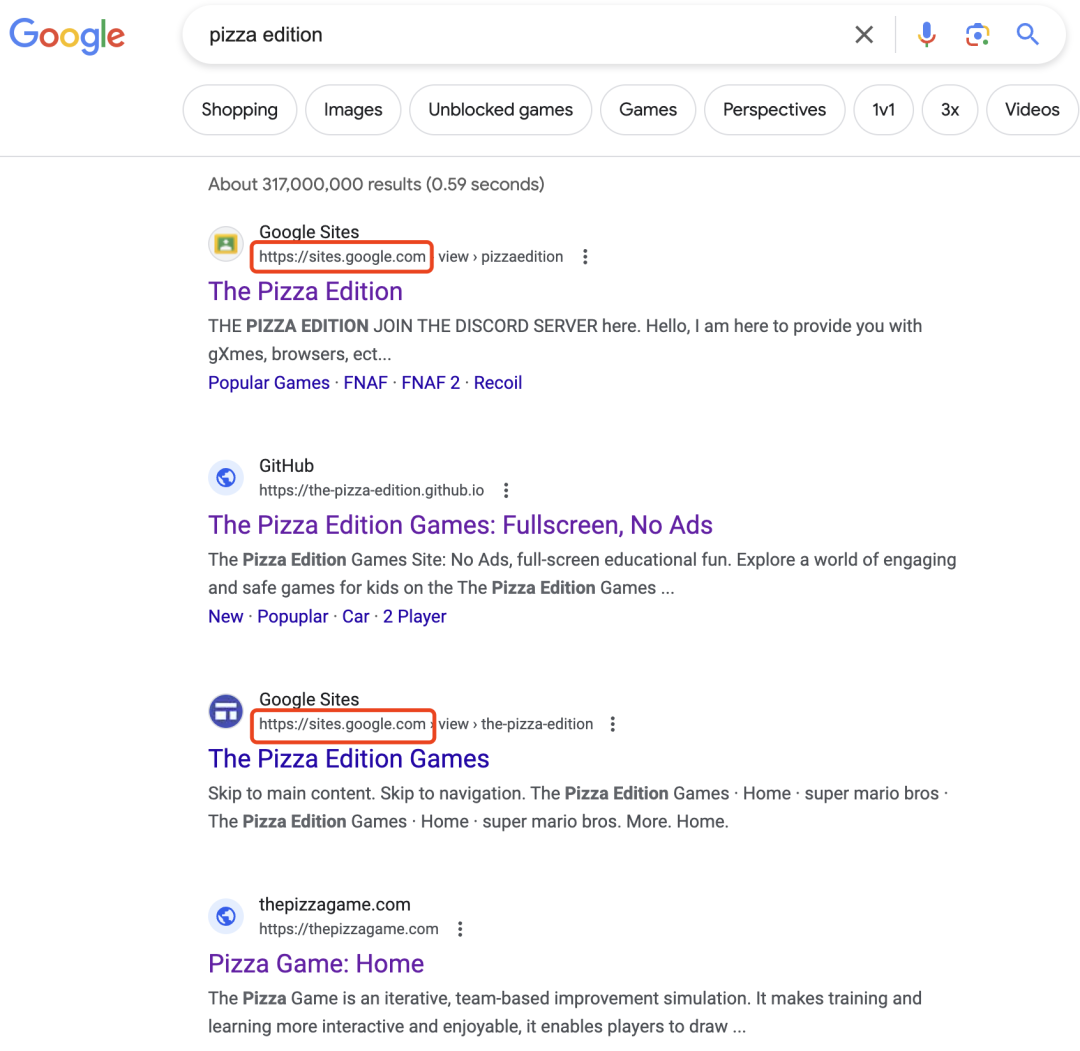 Google
pizza edition
Shopping
Images
Unblocked games
Games
Perspectives
1v1
3x
Videos
About 317,000,000 results (0.59 seconds)
Google Sites
https://sites.google.com › view › pizzaedition
The Pizza Edition
THE PIZZA EDITION JOIN THE DISCORD SERVER here. Hello, I am here to provide you with
gXmes, browsers, ect...
Popular Games · FNAF · FNAF 2 · Recoil
GitHub
https://the-pizza-edition.github.io
The Pizza Edition Games: Fullscreen, No Ads
The Pizza Edition Games Site: No Ads, full-screen educational fun. Explore a world of engaging
and safe games for kids on the The Pizza Edition Games ...
New · Popuplar · Car · 2 Player
Google Sites
https://sites.google.com › view › the-pizza-edition
The Pizza Edition Games
Skip to main content. Skip to navigation. The Pizza Edition Games · Home · super mario bros ·
The Pizza Edition Games · Home · super mario bros. More. Home.
thepizzagame.com
https://thepizzagame.com
Pizza Game: Home
The Pizza Game is an iterative, team-based improvement simulation. It makes training and
learning more interactive and enjoyable, it enables players to draw ...